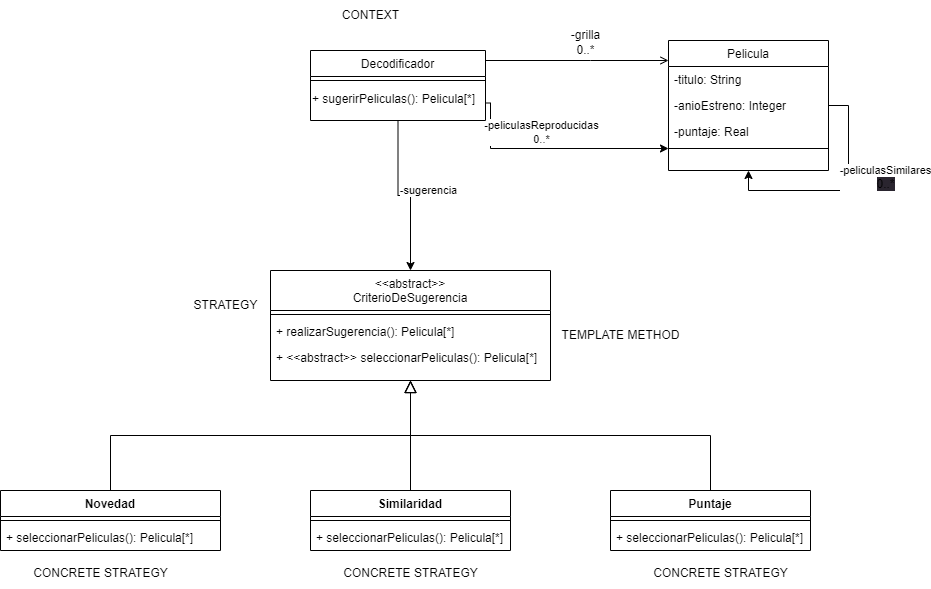 CONTEXT
-grilla
0..*
Decodificador
+ sugerirPeliculas(): Pelicula[*]
Pelicula
-titulo: String
-anioEstreno: Integer
-puntaje: Real
-peliculasReproducidas
0..*
-peliculasSimilares
0..*
-sugerencia
STRATEGY
<<abstract>>
CriterioDeSugerencia
+ realizarSugerencia(): Pelicula[*]
+ <<abstract>> seleccionarPeliculas(): Pelicula[*]
TEMPLATE METHOD
Novedad
+ seleccionarPeliculas(): Pelicula[*]
CONCRETE STRATEGY
Similaridad
+ seleccionarPeliculas(): Pelicula[*]
CONCRETE STRATEGY
Puntaje
+ seleccionarPeliculas(): Pelicula[*]
CONCRETE STRATEGY